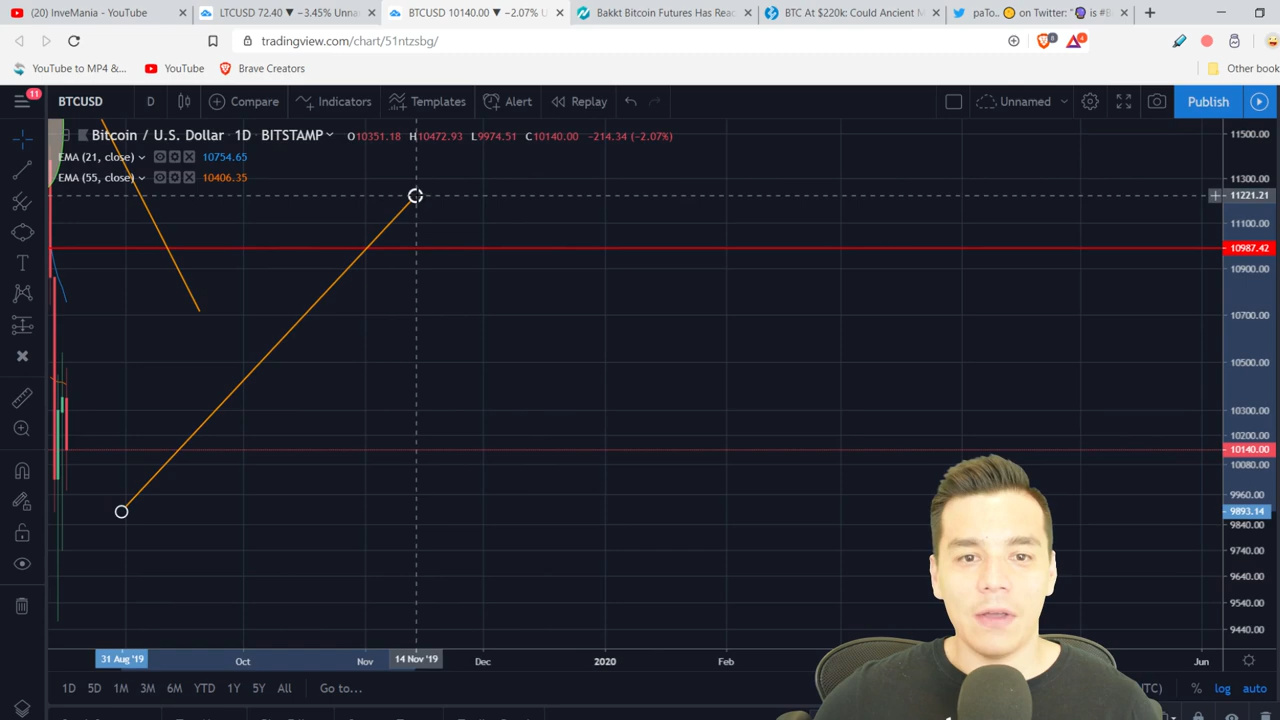 (20) InveMania - YouTube
LTCUSD 72.40 ▼ −3.45% Unna
BTCUSD 10140.00 ▼ −2.07% U
Bakkt Bitcoin Futures Has Rea
BTC At $220k: Could Ancient M
paTo... on Twitter: " is #B
tradingview.com/chart/51ntzsbg/
8
4
YouTube to MP4 &...
YouTube
Brave Creators
Other book
11
BTCUSD
D
Compare
Indicators
Templates
Alert
Replay
Unnamed
Publish
Bitcoin / U.S. Dollar · 1D · BITSTAMP
O10351.18 H10472.93 L9974.51 C10140.00 −214.34 (−2.07%)
EMA (21, close) 10754.65
EMA (55, close) 10406.35
11500.00
11300.00
11221.21
11100.00
10987.42
10900.00
10700.00
10500.00
10300.00
10200.00
10140.00
10080.00
9960.00
9893.14
9840.00
9740.00
9640.00
9540.00
9440.00
31 Aug '19
Oct
Nov
14 Nov '19
Dec
2020
Feb
Jun
1D 5D 1M 3M 6M YTD 1Y 5Y All Go to...
TC)
%
log
auto